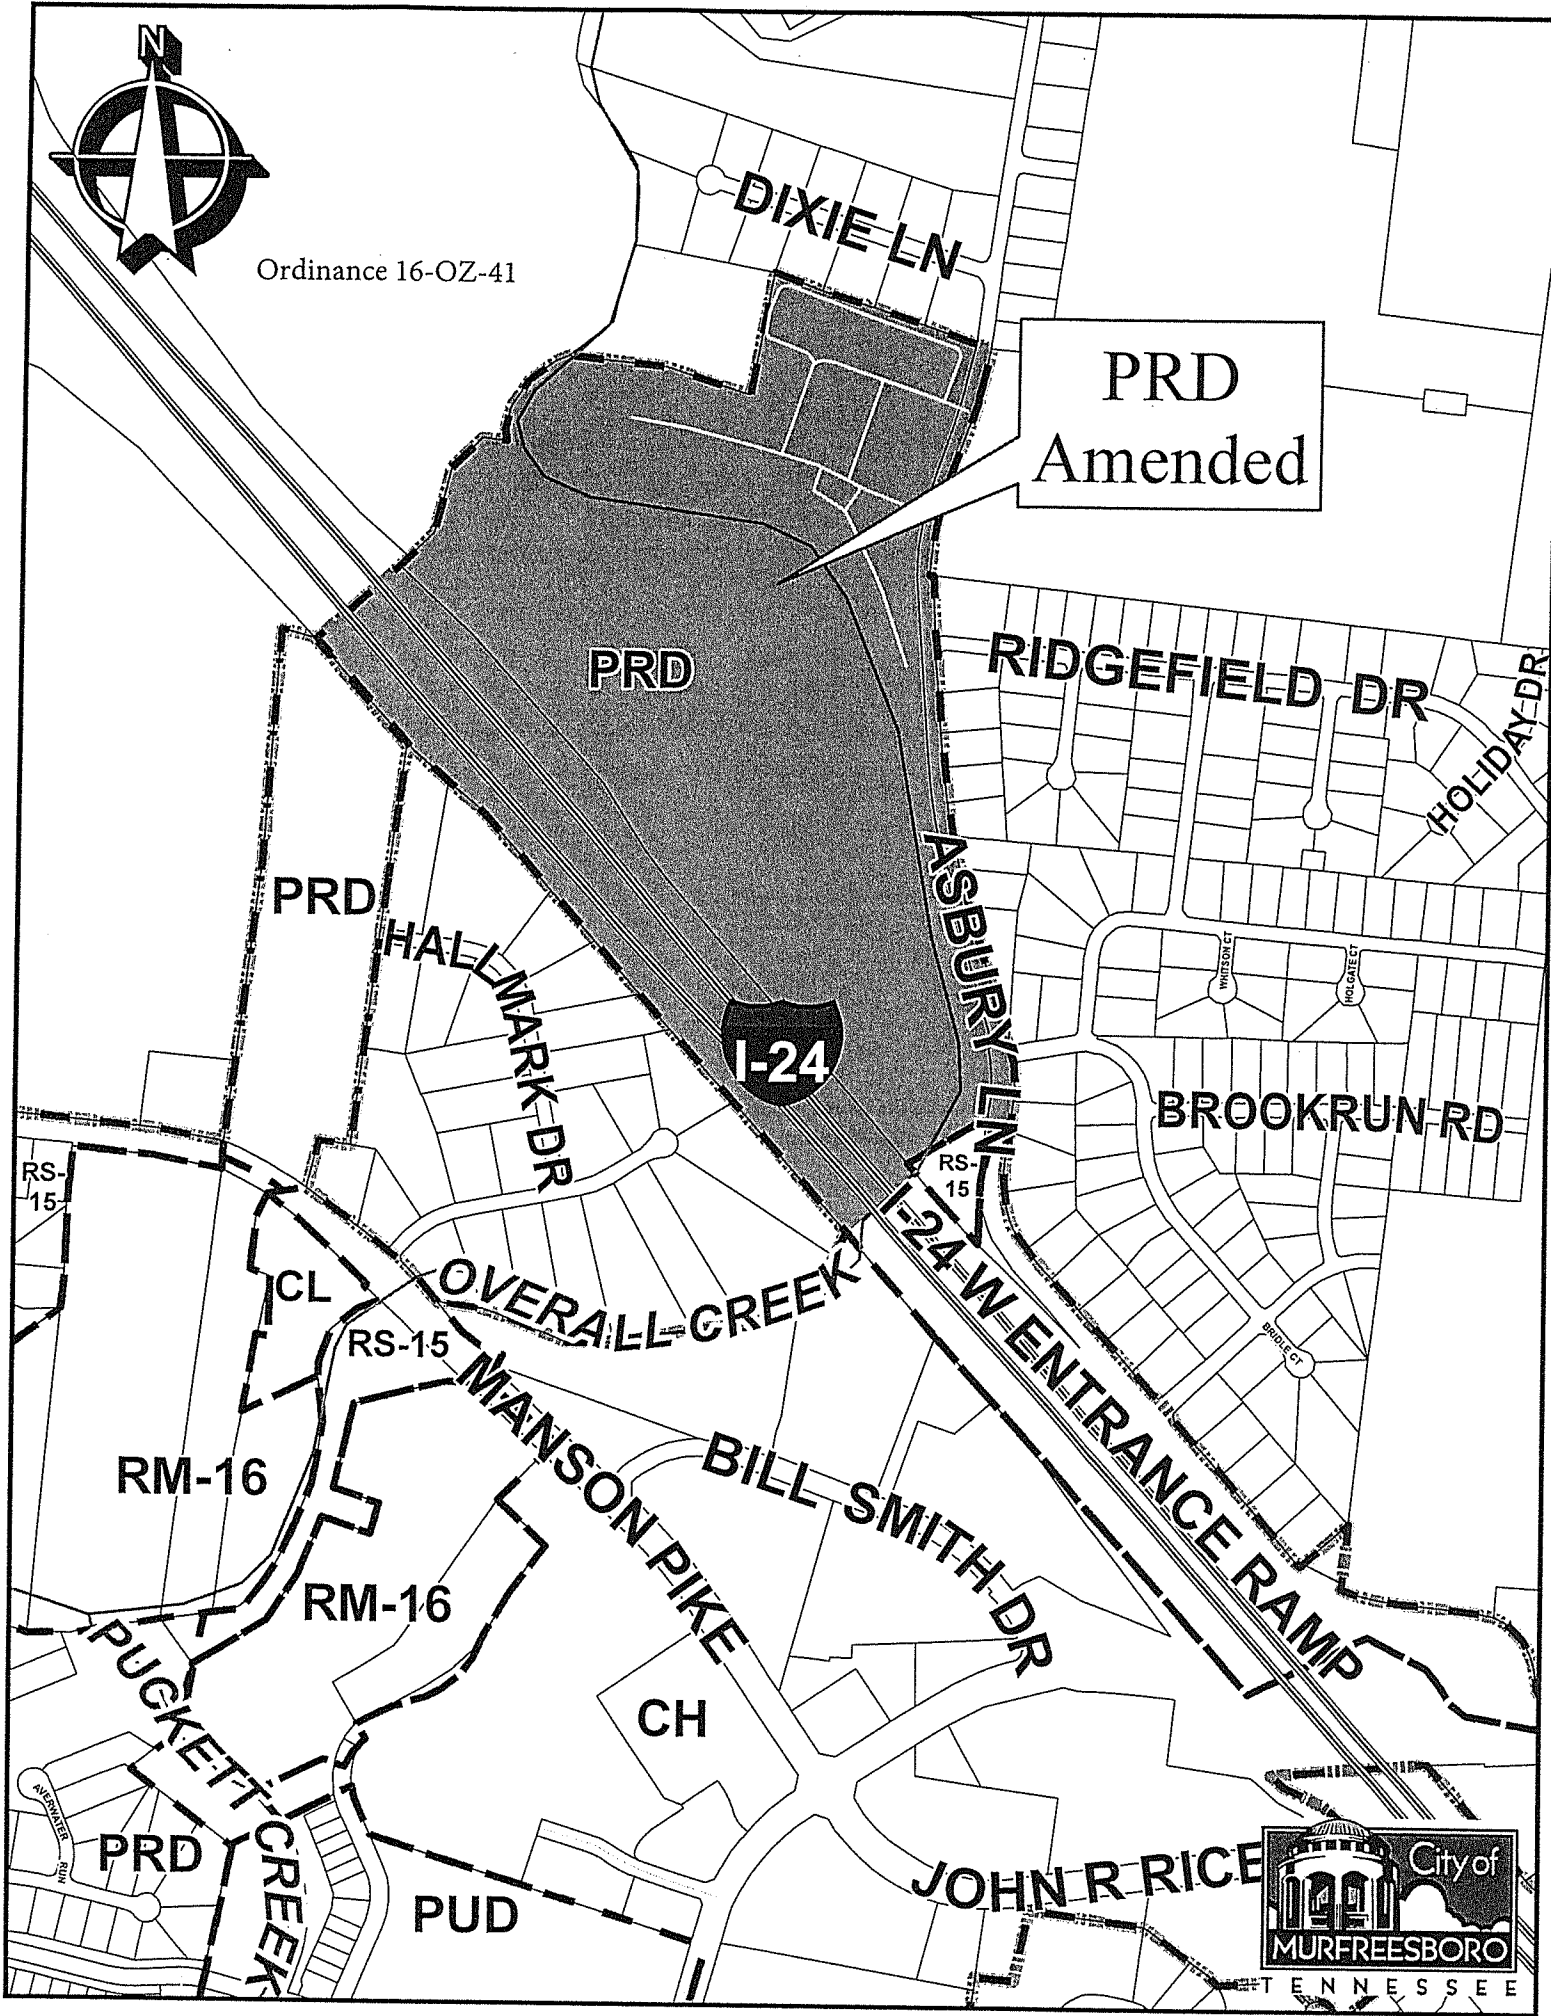 N
Ordinance 16-OZ-41
DIXIE LN
PRD
Amended
PRD
RIDGEFIELD DR
HOLIDAY DR
PRD
HALLMARK DR
ASBURY LN
WHITSON CT
HOLGATE CT
I-24
BROOKRUN RD
RS-
15
RS-
15
I-24 W ENTRANCE RAMP
OVERALL CREEK
CL
RS-15
BRIDLE CT
MANSON PIKE
BILL SMITH DR
RM-16
RM-16
PUCKETT CREEK
CH
AVERWATER RUN
PRD
PUD
JOHN R RICE
City of
MURFREESBORO
TENNESSEE